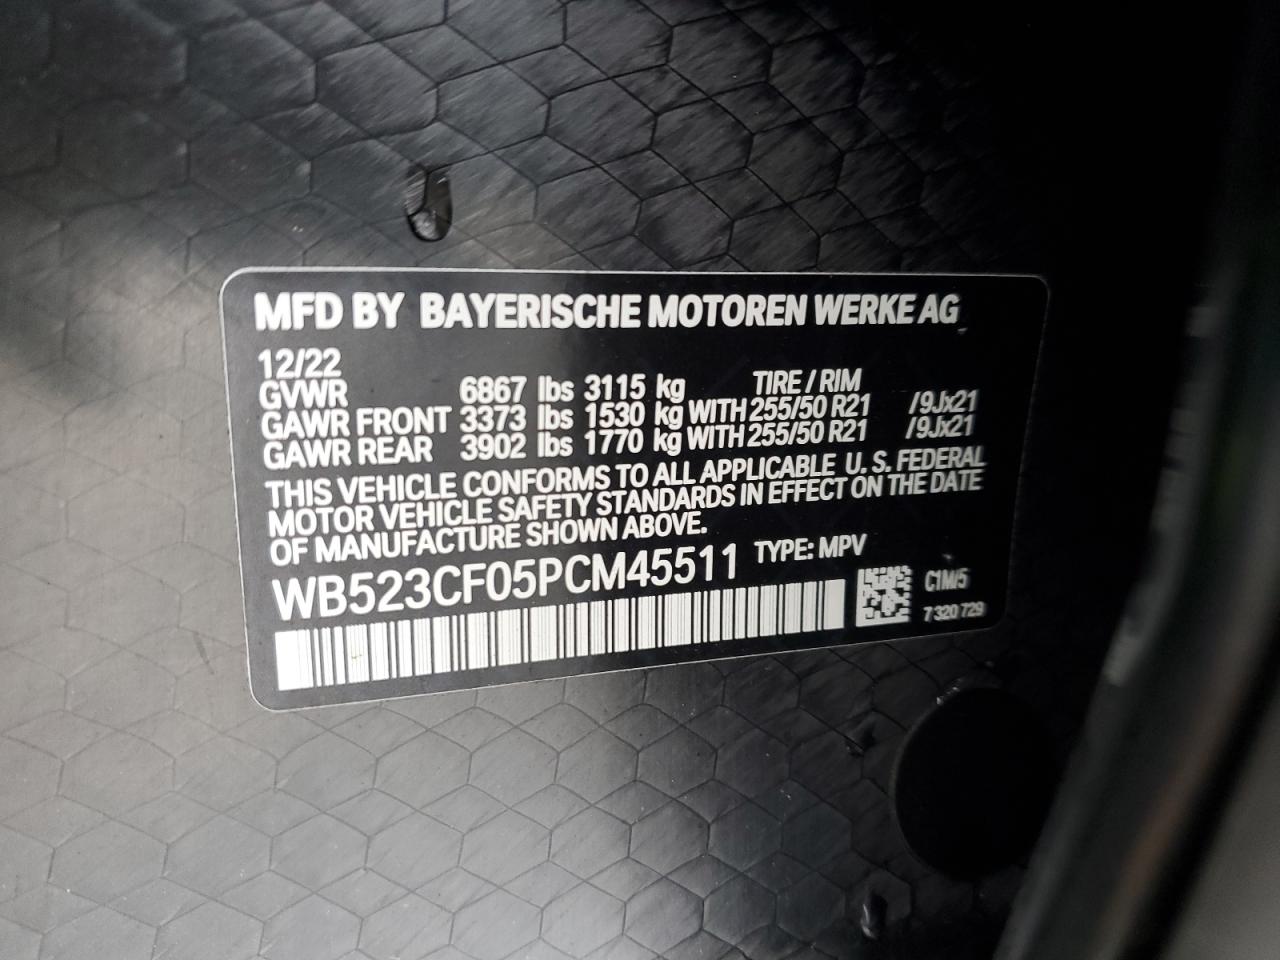 MFD BY BAYERISCHE MOTOREN WERKE AG
12/22
GVWR 6867 lbs 3115 kg TIRE / RIM
GAWR FRONT 3373 lbs 1530 kg WITH 255/50 R21 /9Jx21
GAWR REAR 3902 lbs 1770 kg WITH 255/50 R21 /9Jx21
THIS VEHICLE CONFORMS TO ALL APPLICABLE U. S. FEDERAL
MOTOR VEHICLE SAFETY STANDARDS IN EFFECT ON THE DATE
OF MANUFACTURE SHOWN ABOVE.
WB523CF05PCM45511 TYPE: MPV
C1M/5
7 320 729